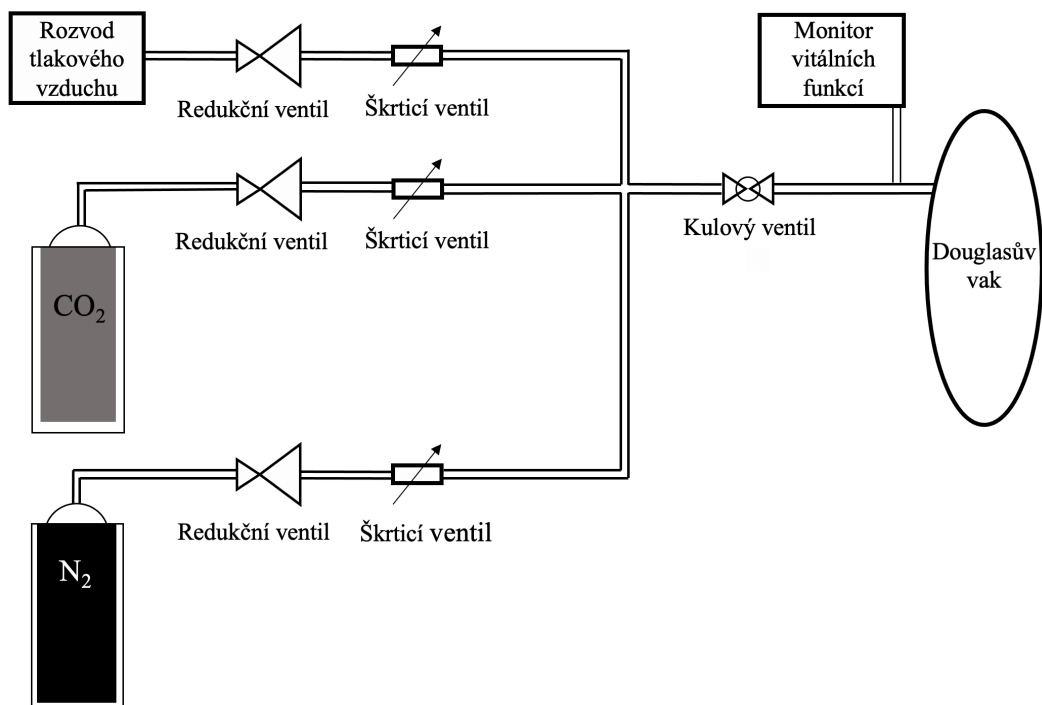 Rozvod
tlakového
vzduchu
Redukční ventil
Škrticí ventil
Monitor
vitálních
funkcí
CO₂
Redukční ventil
Škrticí ventil
Kulový ventil
Douglasův
vak
N₂
Redukční ventil
Škrticí ventil